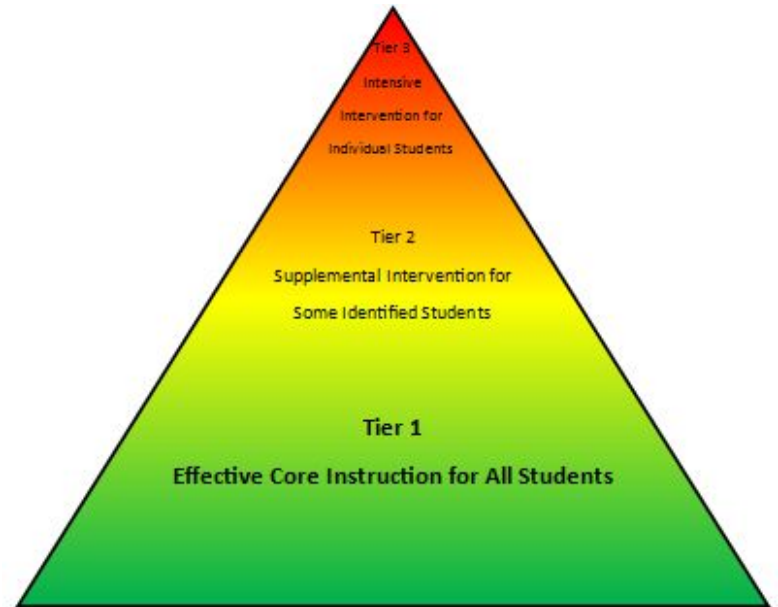 Tier 3
Intensive
Intervention for
Individual Students
Tier 2
Supplemental Intervention for
Some Identified Students
Tier 1
Effective Core Instruction for All Students